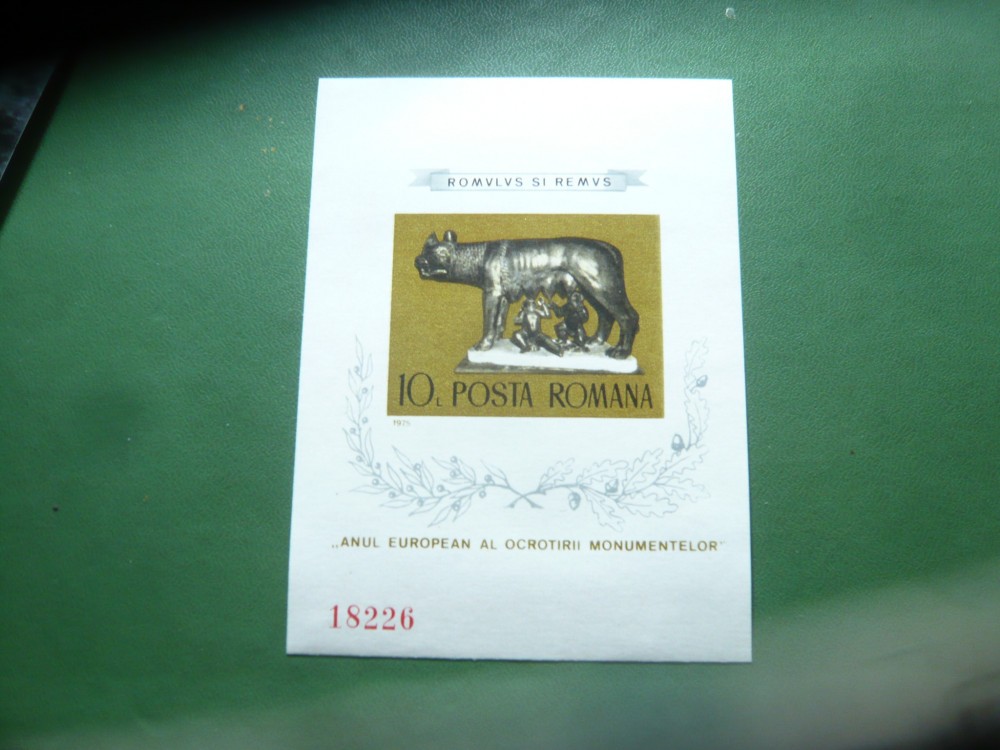 ROMVLVS SI REMVS
10L POSTA ROMANA
1975
„ANUL EUROPEAN AL OCROTIRII MONUMENTELOR”
18226